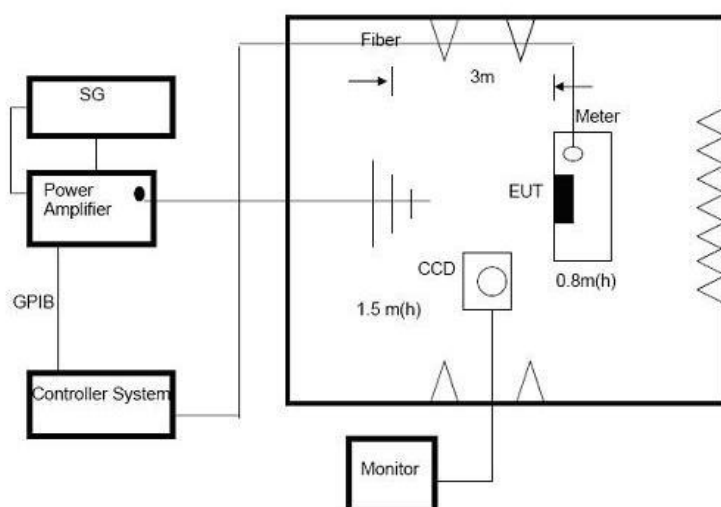 Fiber
3m
SG
Meter
Power
Amplifier
EUT
CCD
0.8m(h)
GPIB
1.5 m(h)
Controller System
Monitor